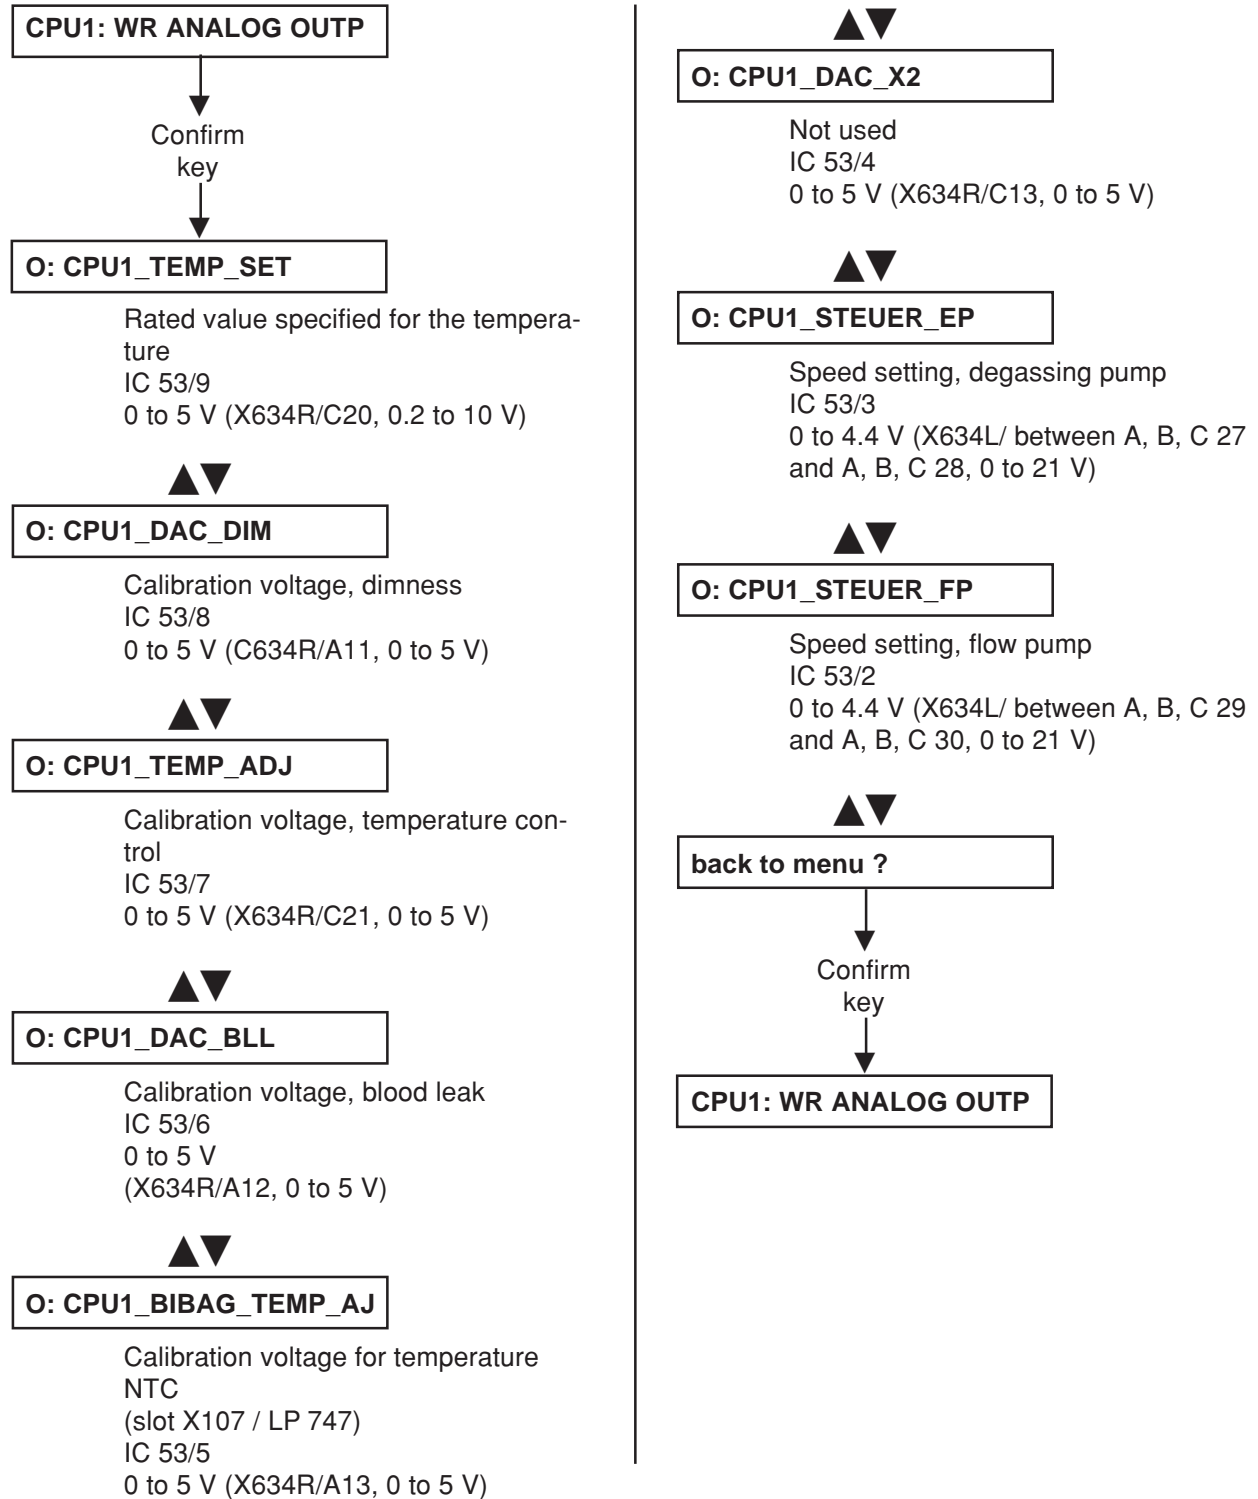 CPU1: WR ANALOG OUTP
Confirm
key
O: CPU1_TEMP_SET
Rated value specified for the tempera-
ture
IC 53/9
0 to 5 V (X634R/C20, 0.2 to 10 V)
▲▼
O: CPU1_DAC_DIM
Calibration voltage, dimness
IC 53/8
0 to 5 V (C634R/A11, 0 to 5 V)
▲▼
O: CPU1_TEMP_ADJ
Calibration voltage, temperature con-
trol
IC 53/7
0 to 5 V (X634R/C21, 0 to 5 V)
▲▼
O: CPU1_DAC_BLL
Calibration voltage, blood leak
IC 53/6
0 to 5 V
(X634R/A12, 0 to 5 V)
▲▼
O: CPU1_BIBAG_TEMP_AJ
Calibration voltage for temperature
NTC
(slot X107 / LP 747)
IC 53/5
0 to 5 V (X634R/A13, 0 to 5 V)
▲▼
O: CPU1_DAC_X2
Not used
IC 53/4
0 to 5 V (X634R/C13, 0 to 5 V)
▲▼
O: CPU1_STEUER_EP
Speed setting, degassing pump
IC 53/3
0 to 4.4 V (X634L/ between A, B, C 27
and A, B, C 28, 0 to 21 V)
▲▼
O: CPU1_STEUER_FP
Speed setting, flow pump
IC 53/2
0 to 4.4 V (X634L/ between A, B, C 29
and A, B, C 30, 0 to 21 V)
▲▼
back to menu ?
Confirm
key
CPU1: WR ANALOG OUTP